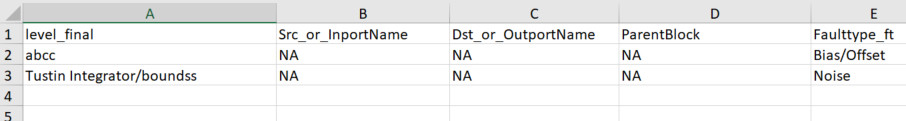 A B C D E
1 level_final Src_or_InportName Dst_or_OutportName ParentBlock Faulttype_ft
2 abcc NA NA NA Bias/Offset
3 Tustin Integrator/boundss NA NA NA Noise
4
5